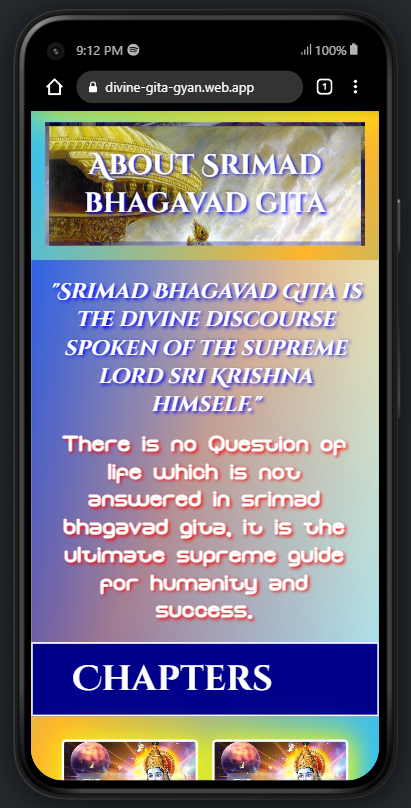 9:12 PM
100%
divine-gita-gyan.web.app
1
About Srimad
Bhagavad Gita
"Srimad Bhagavad Gita is
the divine discourse
spoken of the supreme
lord Sri Krishna
himself."
There is no Question of
life which is not
answered in srimad
bhagavad gita, it is the
ultimate supreme guide
for humanity and
success.
Chapters